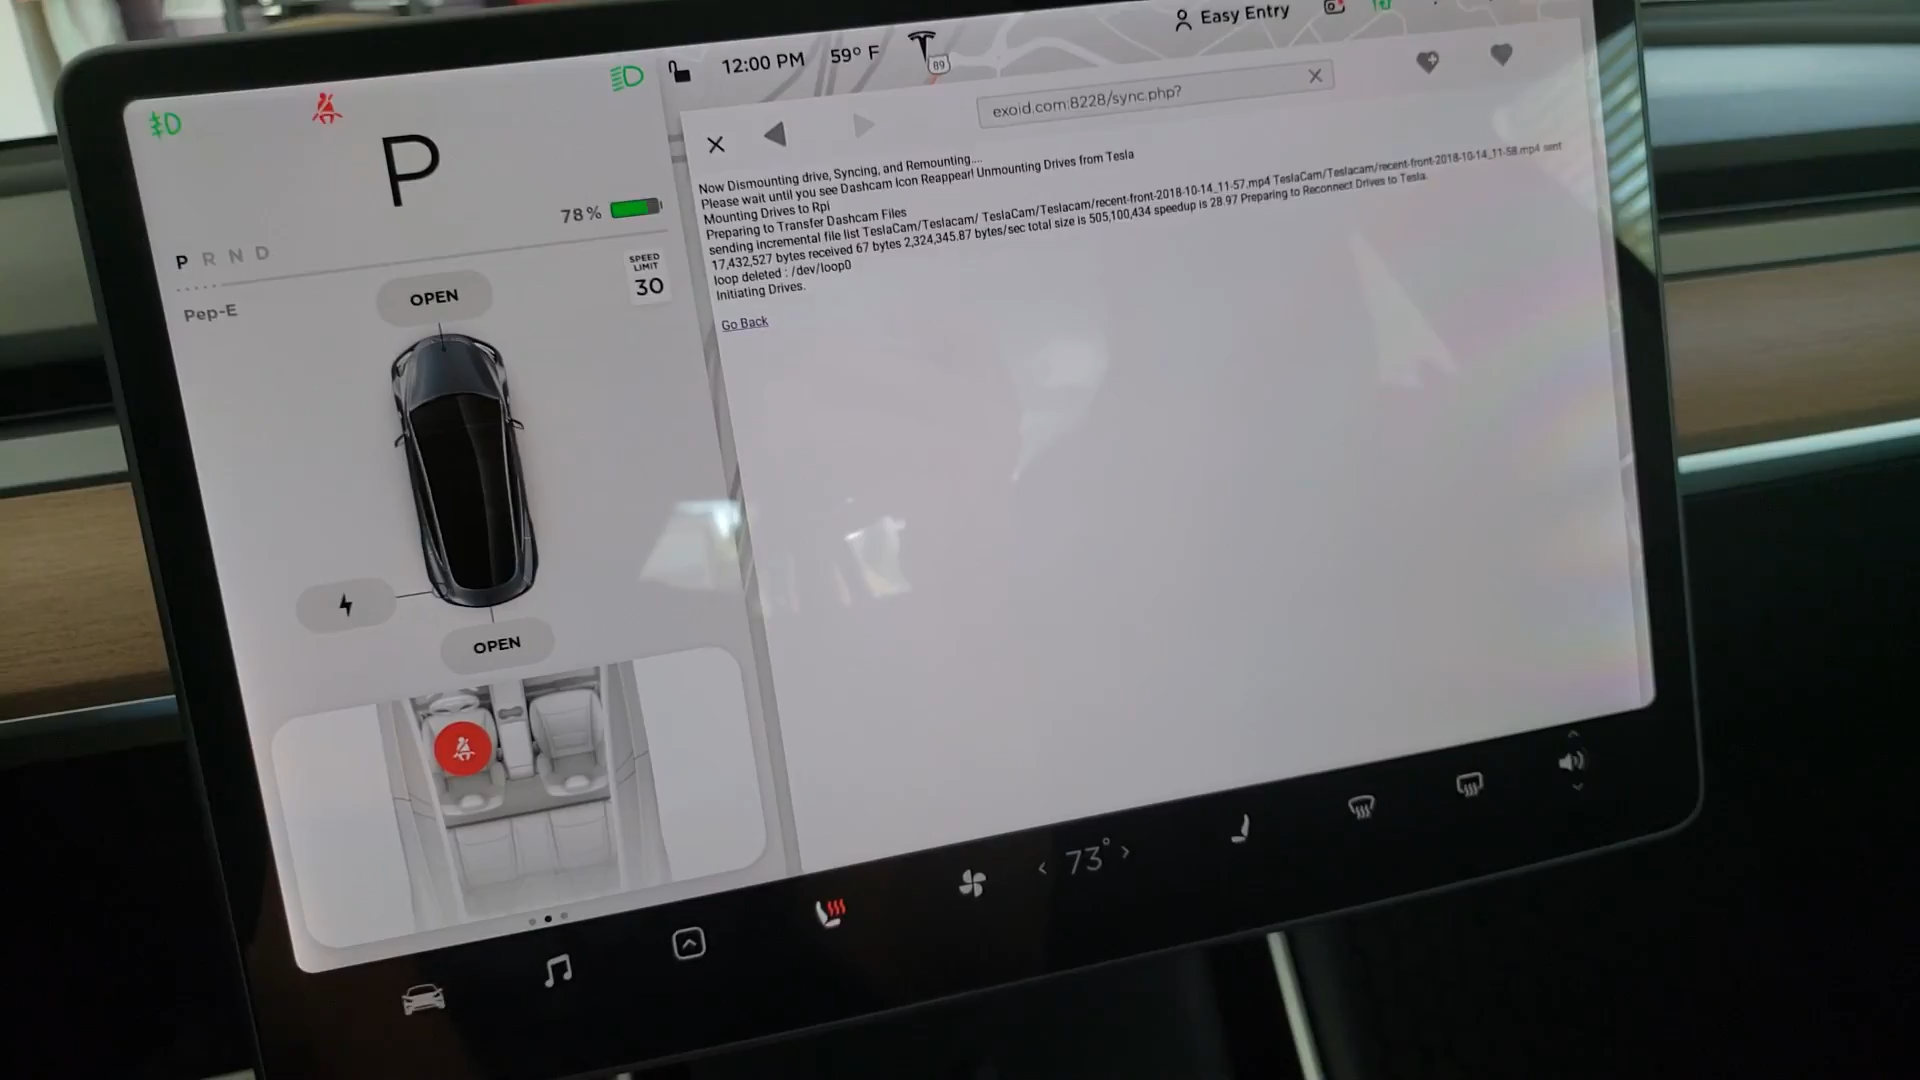 12:00 PM 59° F
89
Easy Entry
P
78%
P R N D
SPEED
LIMIT
30
Pep-E
OPEN
OPEN
exoid.com:8228/sync.php?
Now Dismounting drive, Syncing, and Remounting....
Please wait until you see Dashcam Icon Reappear! Unmounting Drives from Tesla
Mounting Drives to Rpi
Preparing to Transfer Dashcam Files
sending incremental file list TeslaCam/Teslacam/ TeslaCam/Teslacam/recent-front-2018-10-14_11-57.mp4 TeslaCam/Teslacam/recent-front-2018-10-14_11-58.mp4 sent
17,432,527 bytes received 67 bytes 2,324,345.87 bytes/sec total size is 505,100,434 speedup is 28.97 Preparing to Reconnect Drives to Tesla.
loop deleted : /dev/loop0
Initiating Drives.
Go Back
< 73° >